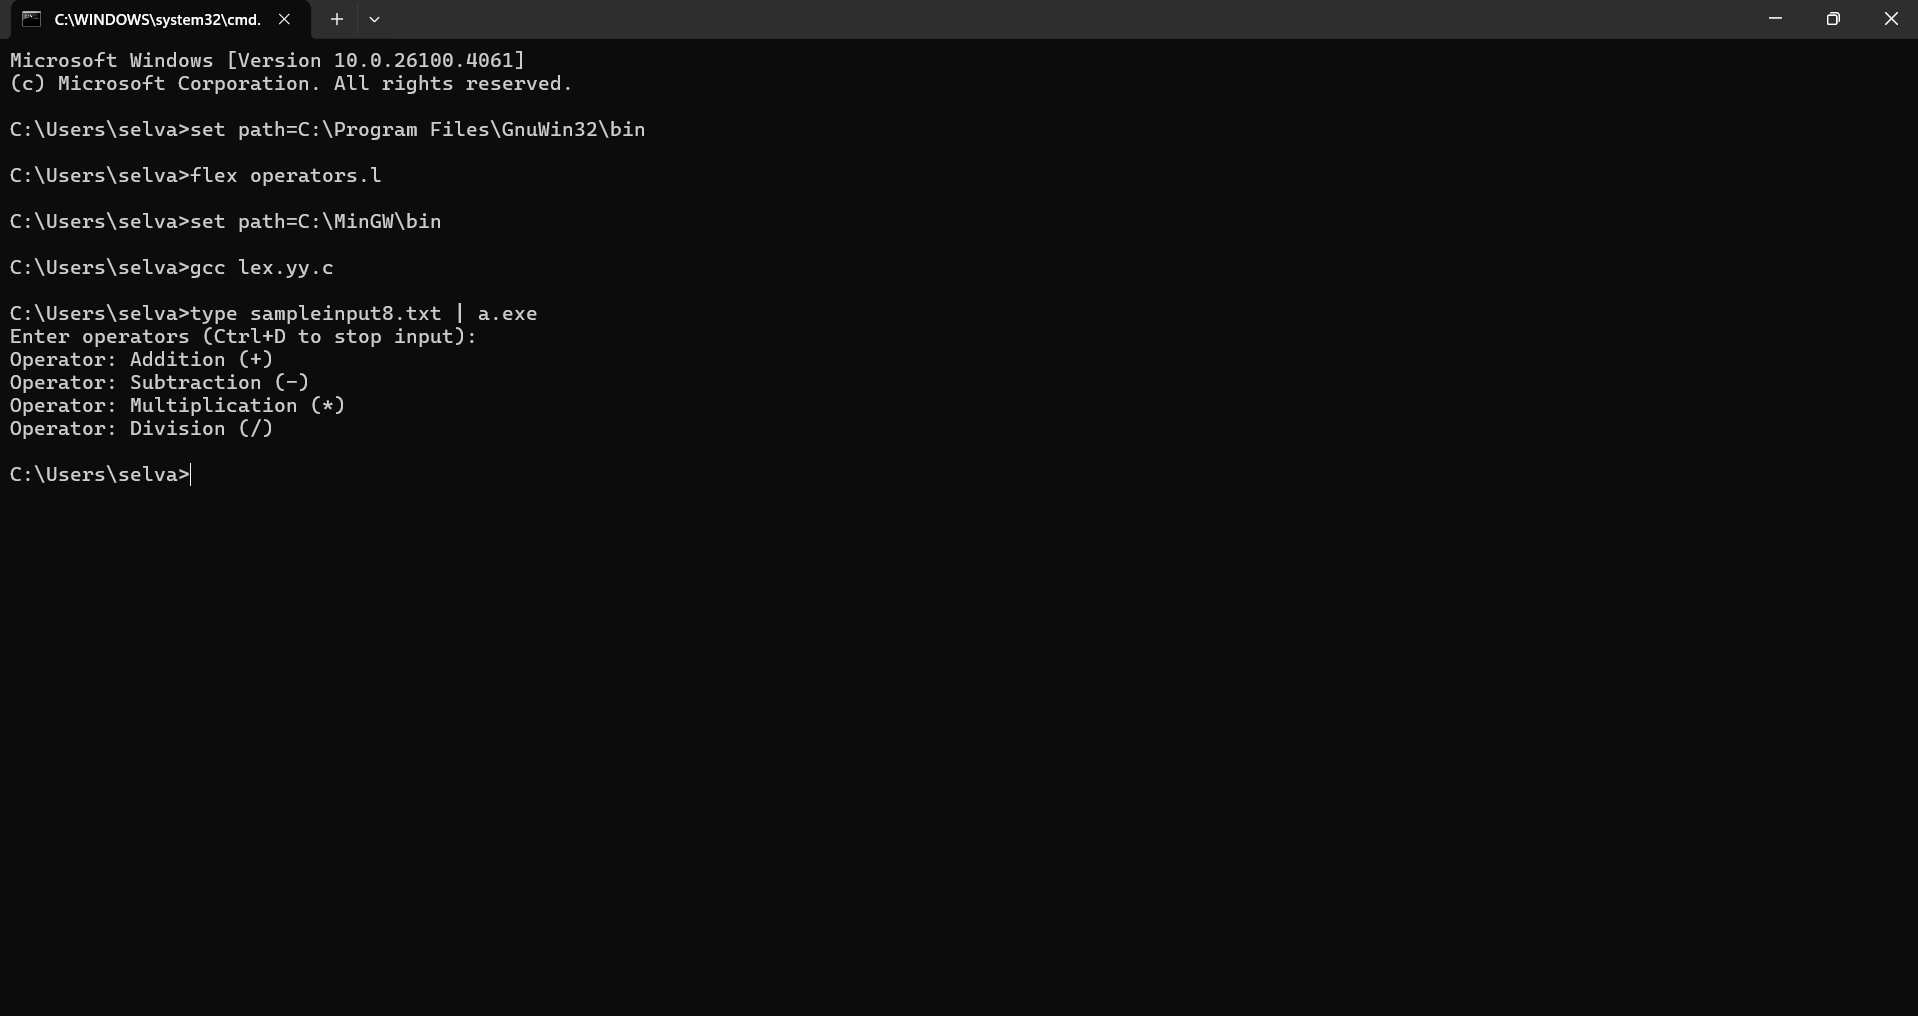 C:\WINDOWS\system32\cmd.
Microsoft Windows [Version 10.0.26100.4061]
(c) Microsoft Corporation. All rights reserved.
C:\Users\selva>set path=C:\Program Files\GnuWin32\bin
C:\Users\selva>flex operators.l
C:\Users\selva>set path=C:\MinGW\bin
C:\Users\selva>gcc lex.yy.c
C:\Users\selva>type sampleinput8.txt | a.exe
Enter operators (Ctrl+D to stop input):
Operator: Addition (+)
Operator: Subtraction (-)
Operator: Multiplication (*)
Operator: Division (/)
C:\Users\selva>